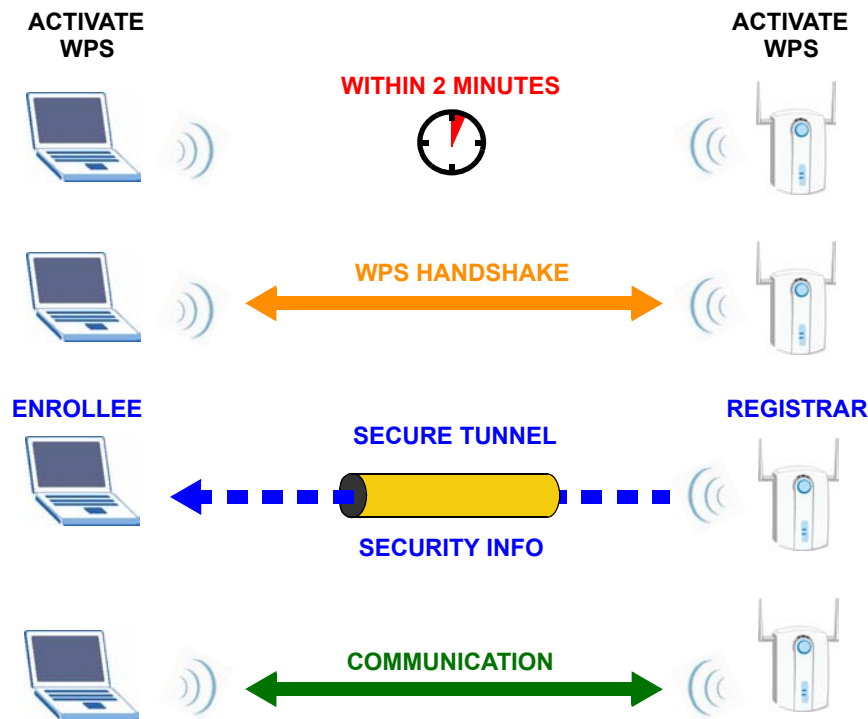 ACTIVATE
WPS
ACTIVATE
WPS
WITHIN 2 MINUTES
WPS HANDSHAKE
ENROLLEE
REGISTRAR
SECURE TUNNEL
SECURITY INFO
COMMUNICATION